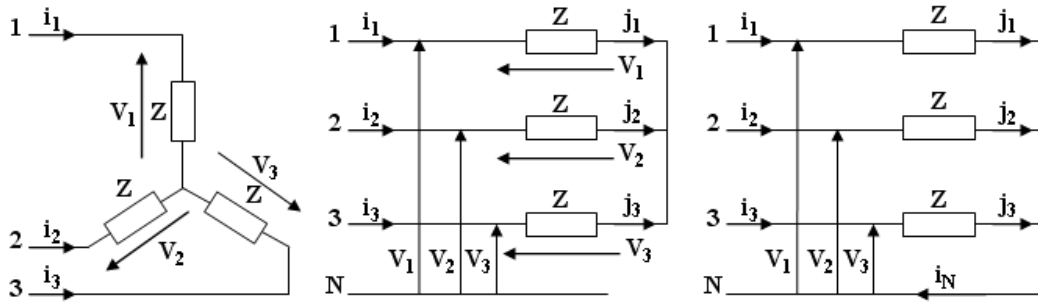 1 i1
V1 Z
V3
Z Z
2 i2
V2
3 i3
1 i1 Z j1
V1
2 i2 Z j2
V2
3 i3 Z j3
V1 V2 V3 V3
N
1 i1 Z j1
2 i2 Z j2
3 i3 Z j3
V1 V2 V3
N iN